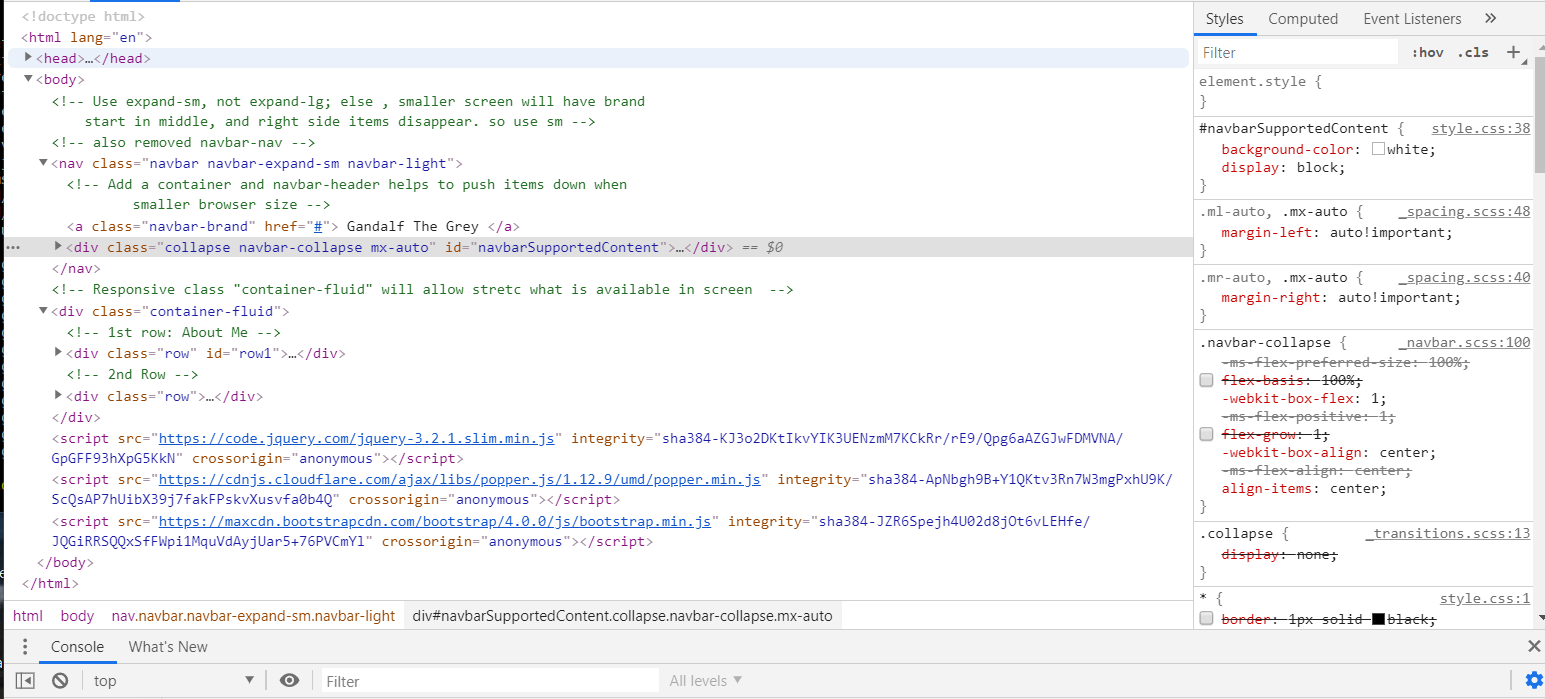 <!doctype html>
<html lang="en">
<head>…</head>
<body>
<!-- Use expand-sm, not expand-lg; else , smaller screen will have brand
start in middle, and right side items disappear. so use sm -->
<!-- also removed navbar-nav -->
<nav class="navbar navbar-expand-sm navbar-light">
<!-- Add a container and navbar-header helps to push items down when
smaller browser size -->
<a class="navbar-brand" href="#"> Gandalf The Grey </a>
<div class="collapse navbar-collapse mx-auto" id="navbarSupportedContent">…</div> == $0
</nav>
<!-- Responsive class "container-fluid" will allow stretc what is available in screen  -->
<div class="container-fluid">
<!-- 1st row: About Me -->
<div class="row" id="row1">…</div>
<!-- 2nd Row -->
<div class="row">…</div>
</div>
<script src="https://code.jquery.com/jquery-3.2.1.slim.min.js" integrity="sha384-KJ3o2DKtIkvYIK3UENzmM7KCkRr/rE9/Qpg6aAZGJwFDMVNA/
GpGFF93hXpG5KkN" crossorigin="anonymous"></script>
<script src="https://cdnjs.cloudflare.com/ajax/libs/popper.js/1.12.9/umd/popper.min.js" integrity="sha384-ApNbgh9B+Y1QKtv3Rn7W3mgPxhU9K/
ScQsAP7hUibX39j7fakFPskvXusvfa0b4Q" crossorigin="anonymous"></script>
<script src="https://maxcdn.bootstrapcdn.com/bootstrap/4.0.0/js/bootstrap.min.js" integrity="sha384-JZR6Spejh4U02d8jOt6vLEHfe/
JQGiRRSQQxSfFWpi1MquVdAyjUar5+76PVCmYl" crossorigin="anonymous"></script>
</body>
</html>
html body nav.navbar.navbar-expand-sm.navbar-light div#navbarSupportedContent.collapse.navbar-collapse.mx-auto
Styles Computed Event Listeners »
Filter :hov .cls +
element.style {
}
#navbarSupportedContent { style.css:38
background-color: white;
display: block;
}
.ml-auto, .mx-auto { _spacing.scss:48
margin-left: auto!important;
}
.mr-auto, .mx-auto { _spacing.scss:40
margin-right: auto!important;
}
.navbar-collapse { _navbar.scss:100
-ms-flex-preferred-size: 100%;
flex-basis: 100%;
-webkit-box-flex: 1;
-ms-flex-positive: 1;
flex-grow: 1;
-webkit-box-align: center;
-ms-flex-align: center;
align-items: center;
}
.collapse { _transitions.scss:13
display: none;
}
* { style.css:1
border: 1px solid black;
Console What's New
top Filter All levels